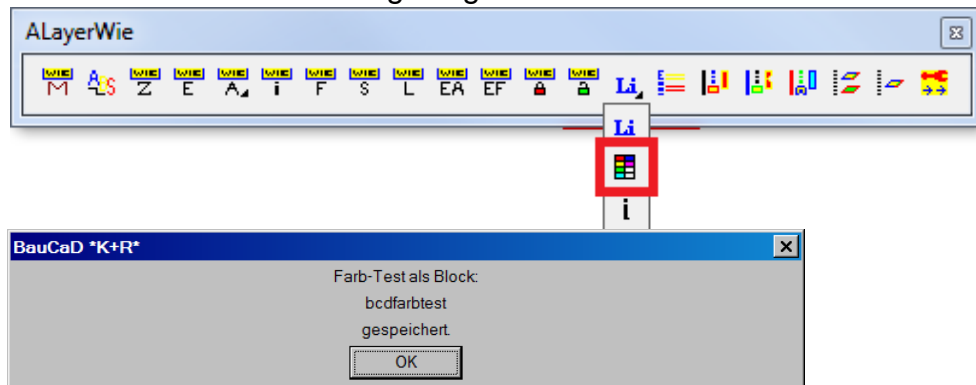 ALayerWie
WIE M ALS WIE Z WIE E WIE A WIE i WIE F WIE S WIE L WIE EA WIE EF WIE WIE a Li
Li
i
BauCaD *K+R*
Farb-Test als Block:
bcdfarbtest
gespeichert.
OK